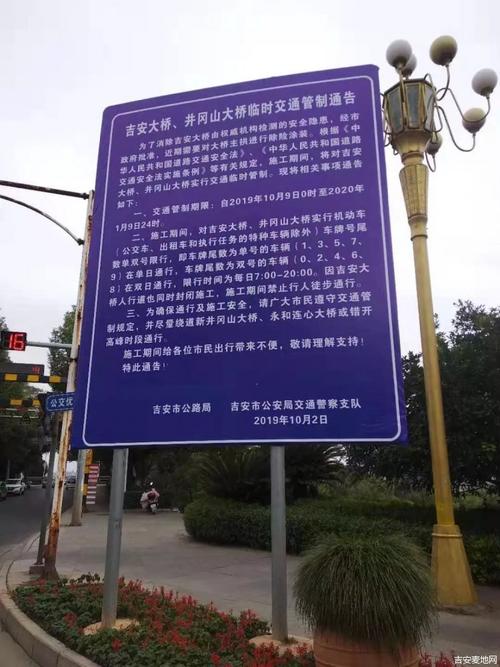 吉安大桥、井冈山大桥临时交通管制通告
为了消除吉安大桥由权威机构检测的安全隐患，经市
政府批准，近期需要对大桥主拱进行除险涂装。根据《中
华人民共和国道路交通安全法》、《中华人民共和国道路
交通安全法实施条例》等有关规定，施工期间，将对吉安
大桥、井冈山大桥实行交通临时管制。现将相关事项通告
如下：
一、交通管制期限：自2019年10月9日0时至2020年
1月9日24时。
二、施工期间，对吉安大桥、井冈山大桥实行机动车
（公交车、出租车和执行任务的特种车辆除外）车牌号尾
数单双号限行，即车牌尾数为单号的车辆（1、3、5、7、
9）在单日通行，车牌尾数为双号的车辆（0、2、4、6、
8）在双日通行，限行时间为每日7:00-20:00。因吉安大
桥人行道也同时封闭施工，施工期间禁止行人徒步通行。
三、为确保通行及施工安全，请广大市民遵守交通管
制规定，并尽量绕道新井冈山大桥、永和连心大桥或错开
高峰时段通行。
施工期间给各位市民出行带来不便，敬请理解支持！
特此通告！
吉安市公路局 吉安市公安局交通警察支队
2019年10月2日
16
公交优
吉安麦地网